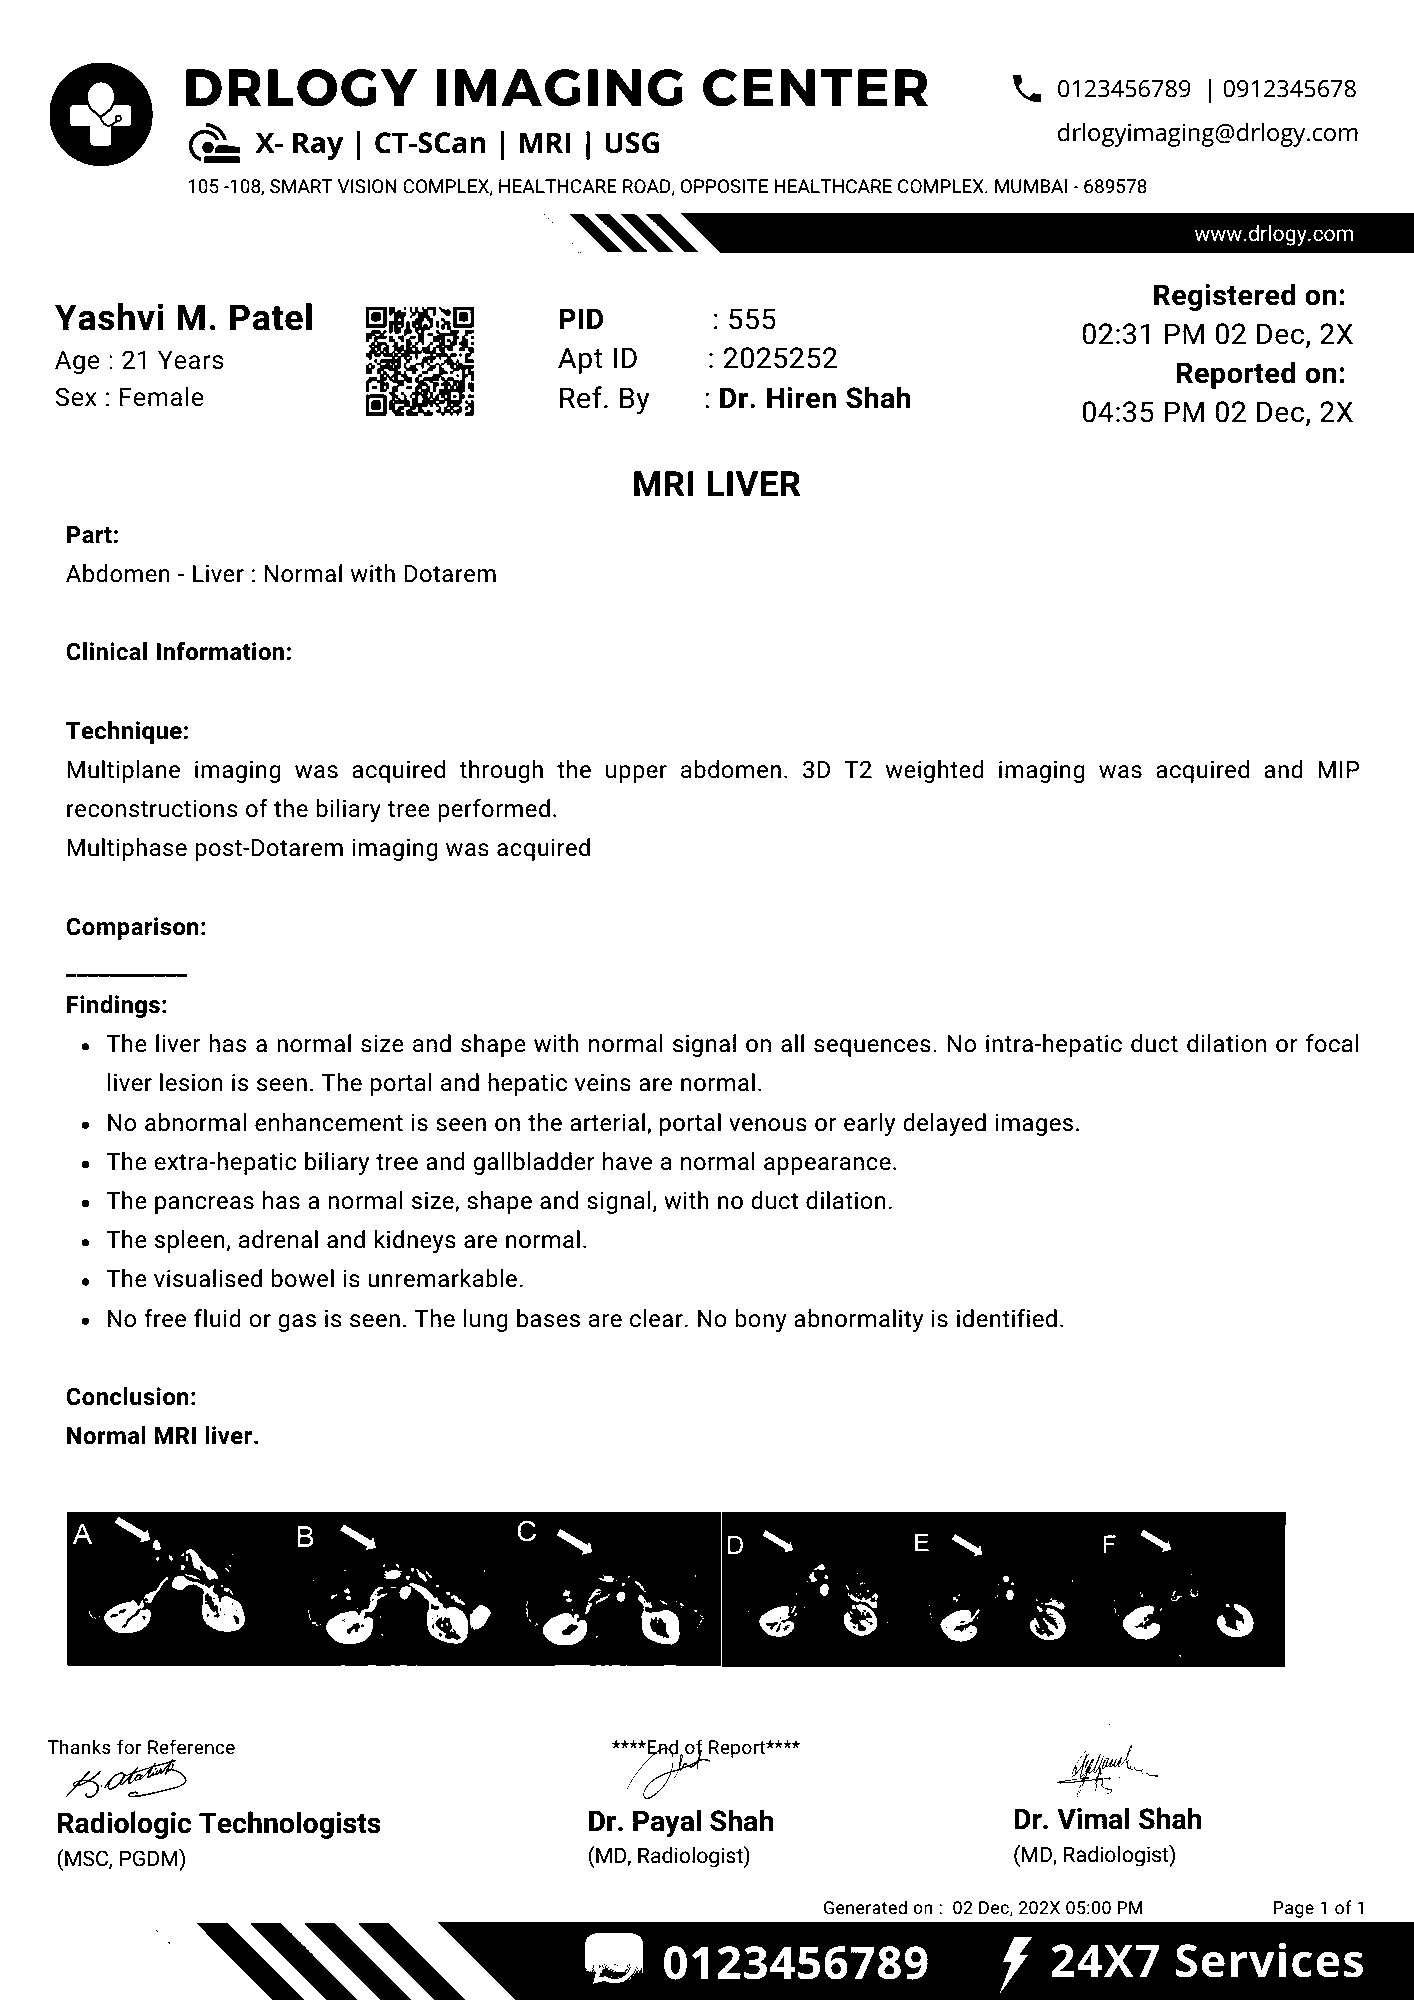 DRLOGY IMAGING CENTER
X- Ray | CT-SCan | MRI | USG
105 -108, SMART VISION COMPLEX, HEALTHCARE ROAD, OPPOSITE HEALTHCARE COMPLEX. MUMBAI - 689578
0123456789 | 0912345678
drlogyimaging@drlogy.com
www.drlogy.com
Yashvi M. Patel
Age : 21 Years
Sex : Female
PID : 555
Apt ID : 2025252
Ref. By : Dr. Hiren Shah
Registered on:
02:31 PM 02 Dec, 2X
Reported on:
04:35 PM 02 Dec, 2X
MRI LIVER
Part:
Abdomen - Liver : Normal with Dotarem
Clinical Information:
Technique:
Multiplane imaging was acquired through the upper abdomen. 3D T2 weighted imaging was acquired and MIP
reconstructions of the biliary tree performed.
Multiphase post-Dotarem imaging was acquired
Comparison:
___________
Findings:
• The liver has a normal size and shape with normal signal on all sequences. No intra-hepatic duct dilation or focal
liver lesion is seen. The portal and hepatic veins are normal.
• No abnormal enhancement is seen on the arterial, portal venous or early delayed images.
• The extra-hepatic biliary tree and gallbladder have a normal appearance.
• The pancreas has a normal size, shape and signal, with no duct dilation.
• The spleen, adrenal and kidneys are normal.
• The visualised bowel is unremarkable.
• No free fluid or gas is seen. The lung bases are clear. No bony abnormality is identified.
Conclusion:
Normal MRI liver.
A B C D E F
Thanks for Reference
****End of Report****
Radiologic Technologists
(MSC, PGDM)
Dr. Payal Shah
(MD, Radiologist)
Dr. Vimal Shah
(MD, Radiologist)
Generated on : 02 Dec, 202X 05:00 PM
Page 1 of 1
0123456789
24X7 Services